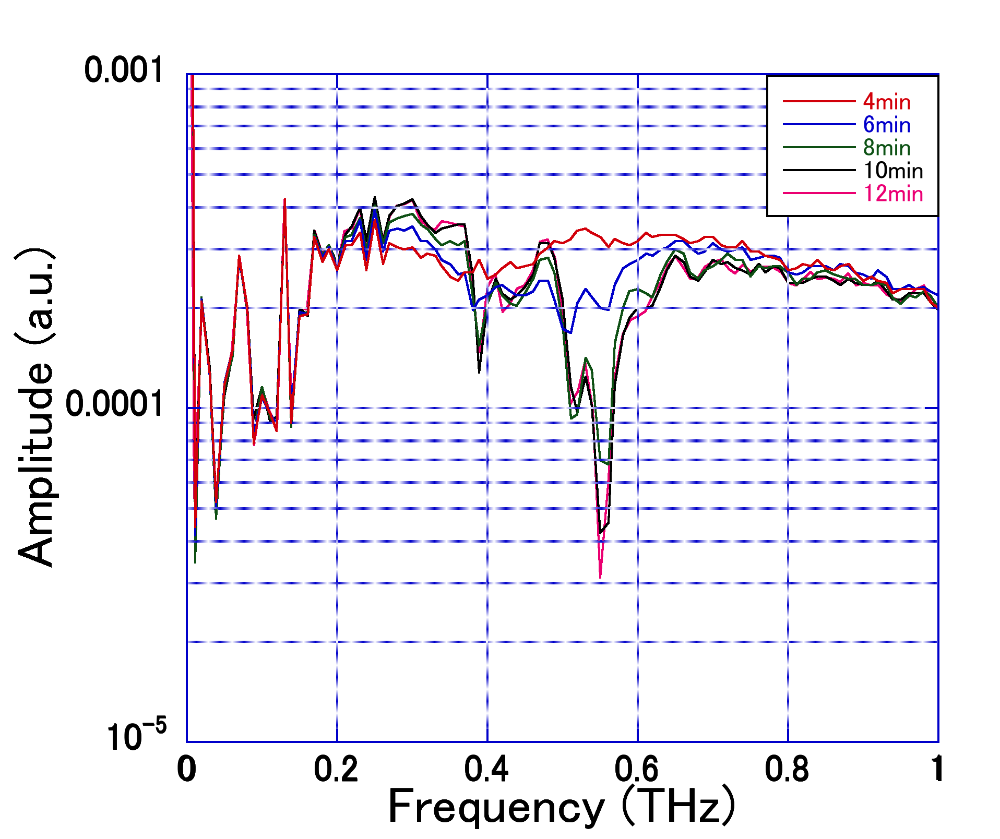 0.001
0.0001
10⁻⁵
Amplitude (a.u.)
4min
6min
8min
10min
12min
0 0.2 0.4 0.6 0.8 1
Frequency (THz)